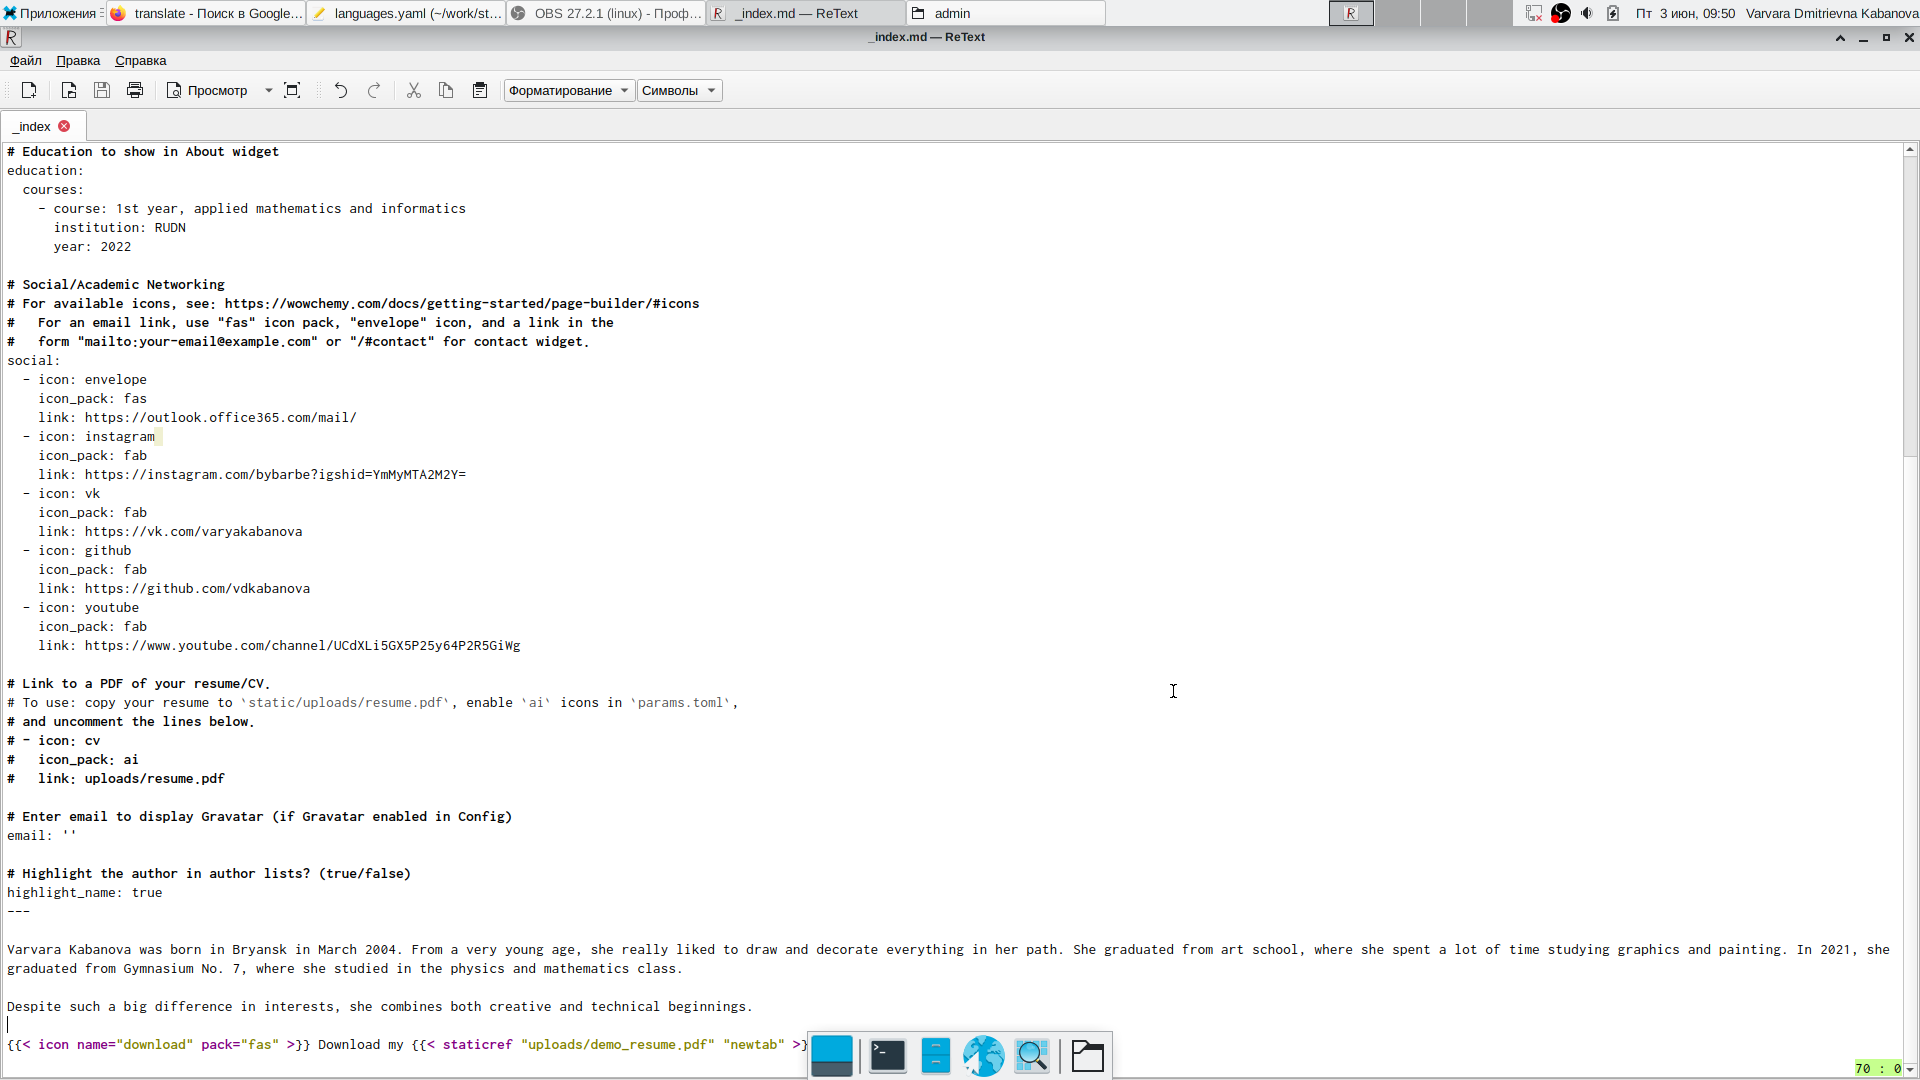 Приложения
translate - Поиск в Google...
languages.yaml (~/work/st...
OBS 27.2.1 (linux) - Проф...
_index.md — ReText
admin
Пт 3 июн, 09:50
Varvara Dmitrievna Kabanova
_index.md — ReText
Файл Правка Справка
Просмотр Форматирование Символы
_index
# Education to show in About widget
education:
  courses:
    - course: 1st year, applied mathematics and informatics
      institution: RUDN
      year: 2022
# Social/Academic Networking
# For available icons, see: https://wowchemy.com/docs/getting-started/page-builder/#icons
#   For an email link, use "fas" icon pack, "envelope" icon, and a link in the
#   form "mailto:your-email@example.com" or "/#contact" for contact widget.
social:
  - icon: envelope
    icon_pack: fas
    link: https://outlook.office365.com/mail/
  - icon: instagram
    icon_pack: fab
    link: https://instagram.com/bybarbe?igshid=YmMyMTA2M2Y=
  - icon: vk
    icon_pack: fab
    link: https://vk.com/varyakabanova
  - icon: github
    icon_pack: fab
    link: https://github.com/vdkabanova
  - icon: youtube
    icon_pack: fab
    link: https://www.youtube.com/channel/UCdXLi5GX5P25y64P2R5GiWg
# Link to a PDF of your resume/CV.
# To use: copy your resume to `static/uploads/resume.pdf`, enable `ai` icons in `params.toml`,
# and uncomment the lines below.
# - icon: cv
#   icon_pack: ai
#   link: uploads/resume.pdf
# Enter email to display Gravatar (if Gravatar enabled in Config)
email: ''
# Highlight the author in author lists? (true/false)
highlight_name: true
---
Varvara Kabanova was born in Bryansk in March 2004. From a very young age, she really liked to draw and decorate everything in her path. She graduated from art school, where she spent a lot of time studying graphics and painting. In 2021, she
graduated from Gymnasium No. 7, where she studied in the physics and mathematics class.
Despite such a big difference in interests, she combines both creative and technical beginnings.
{{< icon name="download" pack="fas" >}} Download my {{< staticref "uploads/demo_resume.pdf" "newtab" >}
70 : 0